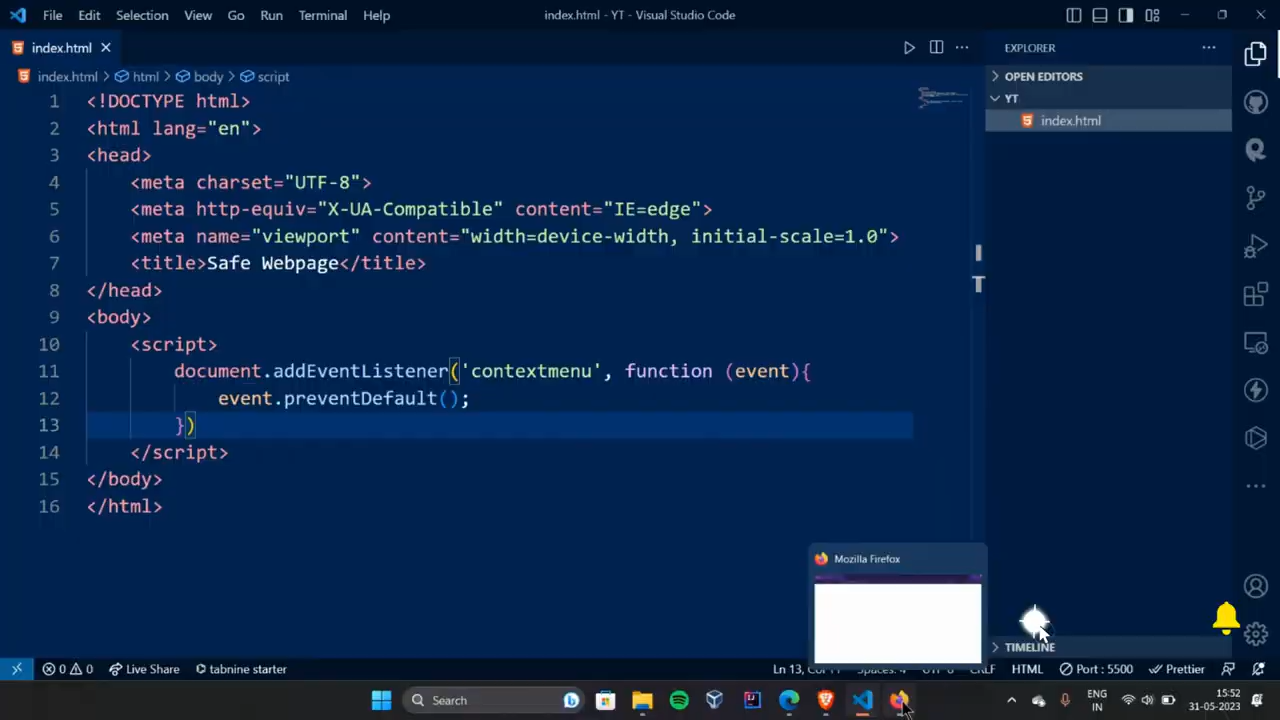 File Edit Selection View Go Run Terminal Help index.html - YT - Visual Studio Code
index.html
index.html > html > body > script
1 <!DOCTYPE html>
2 <html lang="en">
3 <head>
4 <meta charset="UTF-8">
5 <meta http-equiv="X-UA-Compatible" content="IE=edge">
6 <meta name="viewport" content="width=device-width, initial-scale=1.0">
7 <title>Safe Webpage</title>
8 </head>
9 <body>
10 <script>
11 document.addEventListener('contextmenu', function (event){
12 event.preventDefault();
13 })
14 </script>
15 </body>
16 </html>
EXPLORER
OPEN EDITORS
YT
index.html
Mozilla Firefox
TIMELINE
0 0 Live Share tabnine starter Ln 13, Spaces: 4 HTML Port : 5500 Prettier
Search
ENG
IN
15:52
31-05-2023